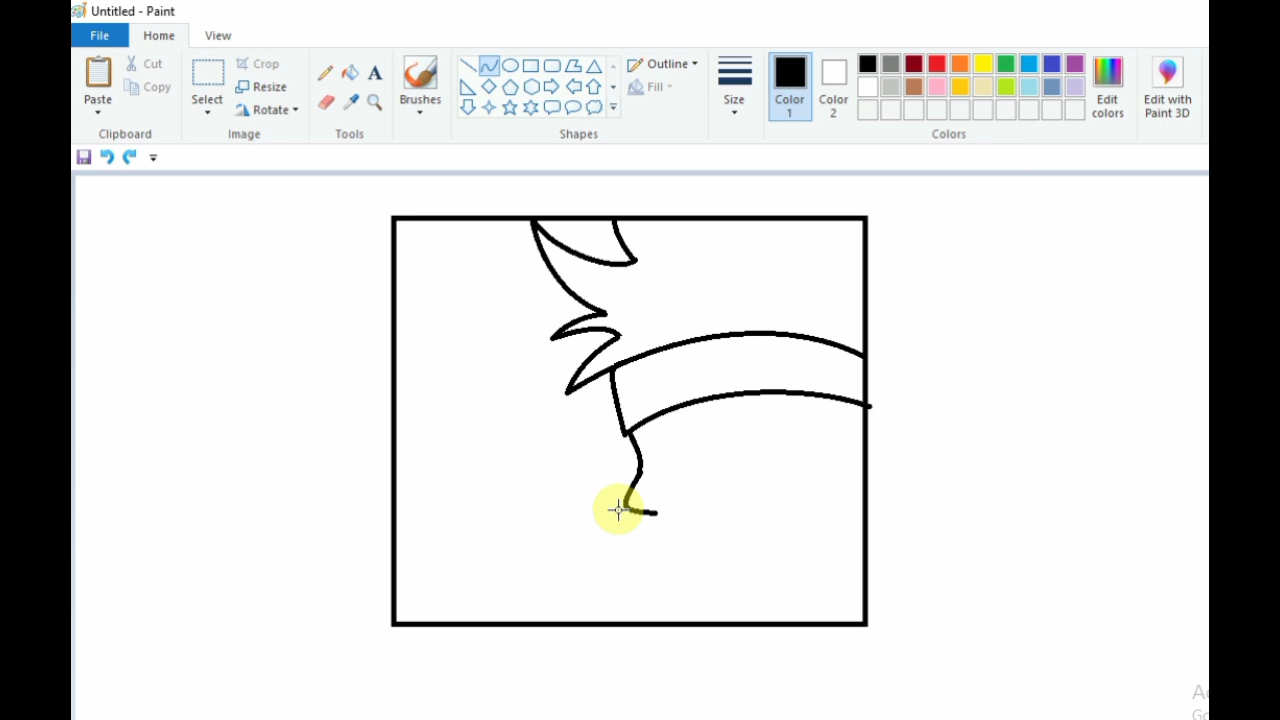 Untitled - Paint
File Home View
Cut
Copy
Paste
Clipboard
Crop
Resize
Rotate
Select
Image
A
Tools
Brushes
Outline
Fill
Shapes
Size
Color 1
Color 2
Edit colors
Colors
Edit with Paint 3D